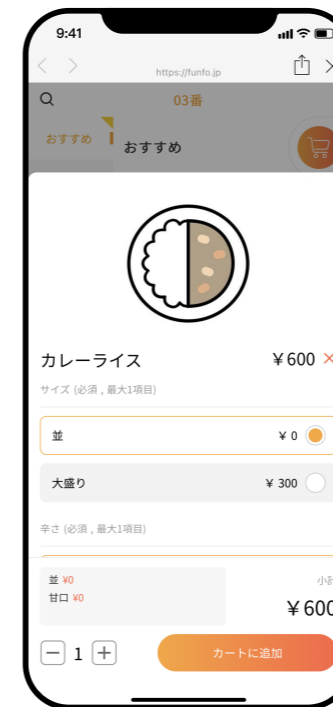 9:41
https://funfo.jp
03番
おすすめ
おすすめ
カレーライス ¥600 ×
サイズ (必須 , 最大1項目)
並 ¥ 0
大盛り ¥ 300
辛さ (必須 , 最大1項目)
並 ¥0
甘口 ¥0
小計
¥600
1
カートに追加